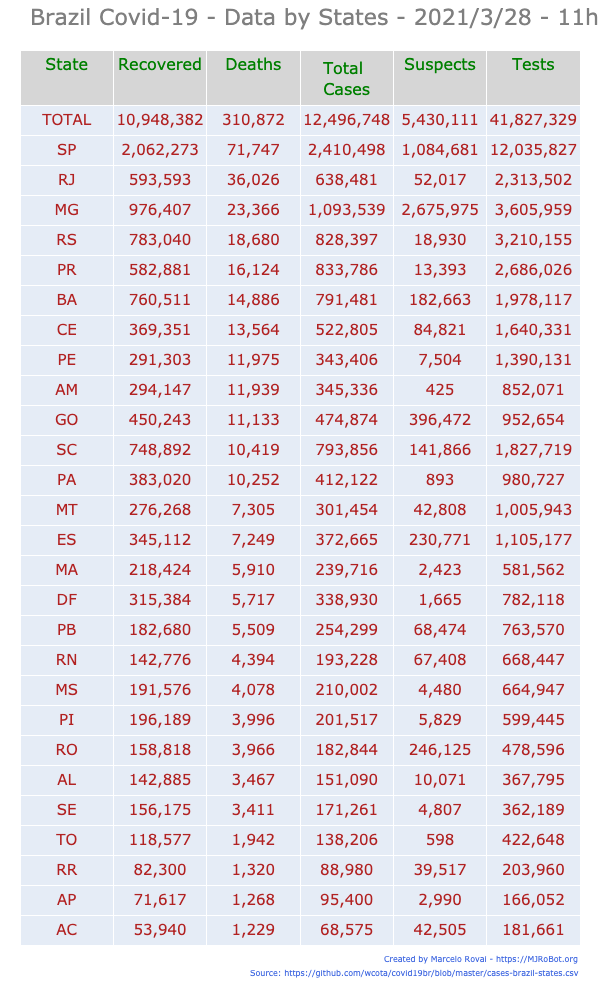 Brazil Covid-19 - Data by States - 2021/3/28 - 11h
State Recovered Deaths Total Cases Suspects Tests
TOTAL 10,948,382 310,872 12,496,748 5,430,111 41,827,329
SP 2,062,273 71,747 2,410,498 1,084,681 12,035,827
RJ 593,593 36,026 638,481 52,017 2,313,502
MG 976,407 23,366 1,093,539 2,675,975 3,605,959
RS 783,040 18,680 828,397 18,930 3,210,155
PR 582,881 16,124 833,786 13,393 2,686,026
BA 760,511 14,886 791,481 182,663 1,978,117
CE 369,351 13,564 522,805 84,821 1,640,331
PE 291,303 11,975 343,406 7,504 1,390,131
AM 294,147 11,939 345,336 425 852,071
GO 450,243 11,133 474,874 396,472 952,654
SC 748,892 10,419 793,856 141,866 1,827,719
PA 383,020 10,252 412,122 893 980,727
MT 276,268 7,305 301,454 42,808 1,005,943
ES 345,112 7,249 372,665 230,771 1,105,177
MA 218,424 5,910 239,716 2,423 581,562
DF 315,384 5,717 338,930 1,665 782,118
PB 182,680 5,509 254,299 68,474 763,570
RN 142,776 4,394 193,228 67,408 668,447
MS 191,576 4,078 210,002 4,480 664,947
PI 196,189 3,996 201,517 5,829 599,445
RO 158,818 3,966 182,844 246,125 478,596
AL 142,885 3,467 151,090 10,071 367,795
SE 156,175 3,411 171,261 4,807 362,189
TO 118,577 1,942 138,206 598 422,648
RR 82,300 1,320 88,980 39,517 203,960
AP 71,617 1,268 95,400 2,990 166,052
AC 53,940 1,229 68,575 42,505 181,661
Created by Marcelo Rovai - https://MJRoBot.org
Source: https://github.com/wcota/covid19br/blob/master/cases-brazil-states.csv